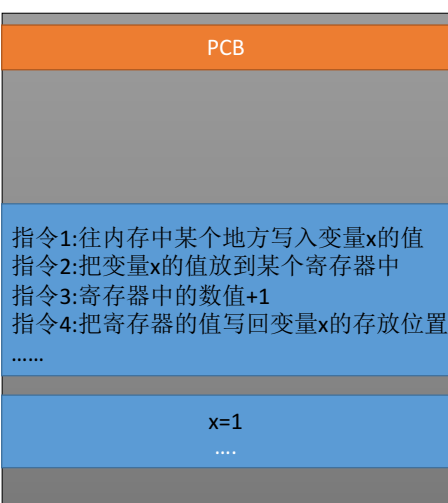 PCB
指令1:往内存中某个地方写入变量x的值
指令2:把变量x的值放到某个寄存器中
指令3:寄存器中的数值+1
指令4:把寄存器的值写回变量x的存放位置
……
x=1
….